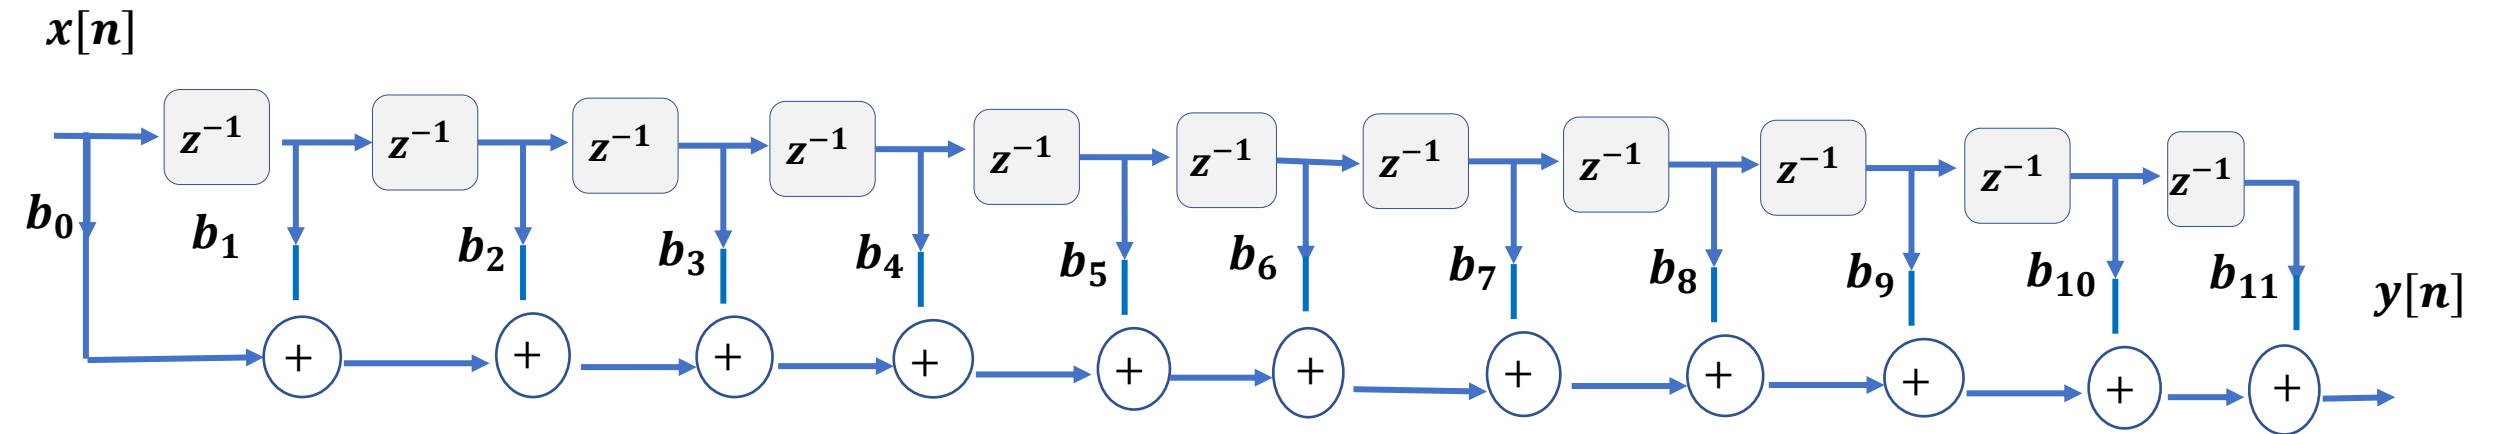 x[n]
z⁻¹ z⁻¹ z⁻¹ z⁻¹ z⁻¹ z⁻¹ z⁻¹ z⁻¹ z⁻¹ z⁻¹ z⁻¹
b₀ b₁ b₂ b₃ b₄ b₅ b₆ b₇ b₈ b₉ b₁₀ b₁₁
y[n]
+ + + + + + + + + + +